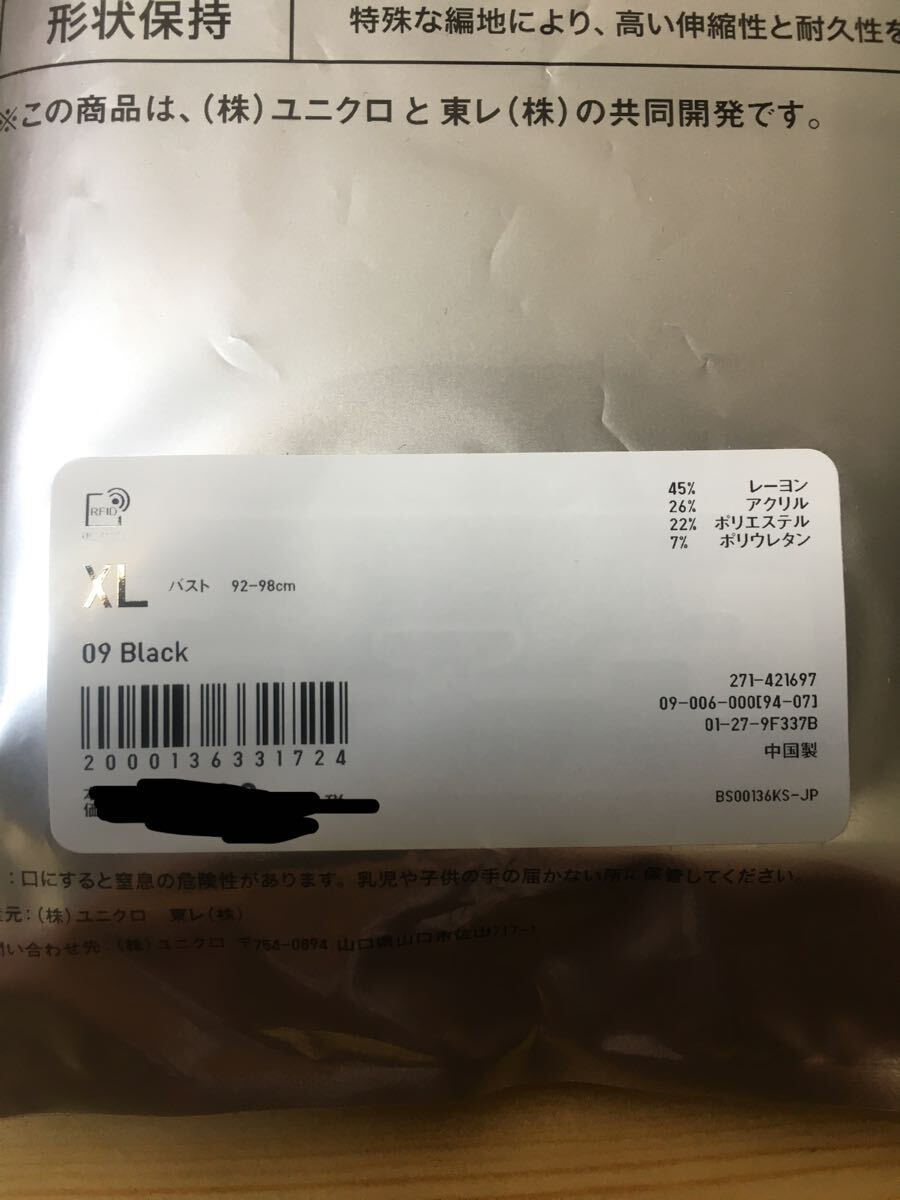 形状保持
特殊な編地により、高い伸縮性と耐久性を
※この商品は、(株)ユニクロと東レ(株)の共同開発です。
RFID
45% レーヨン
26% アクリル
22% ポリエステル
7% ポリウレタン
XL バスト 92-98cm
09 Black
271-421697
09-006-000[94-07]
01-27-9F337B
中国製
2000136331724
価
BS00136KS-JP
:口にすると窒息の危険性があります。乳児や子供の手の届かない所に保管してください。
元:(株)ユニクロ 東レ(株)
い合わせ先:(株)ユニクロ 〒754-0894 山口県山口市佐山717-1